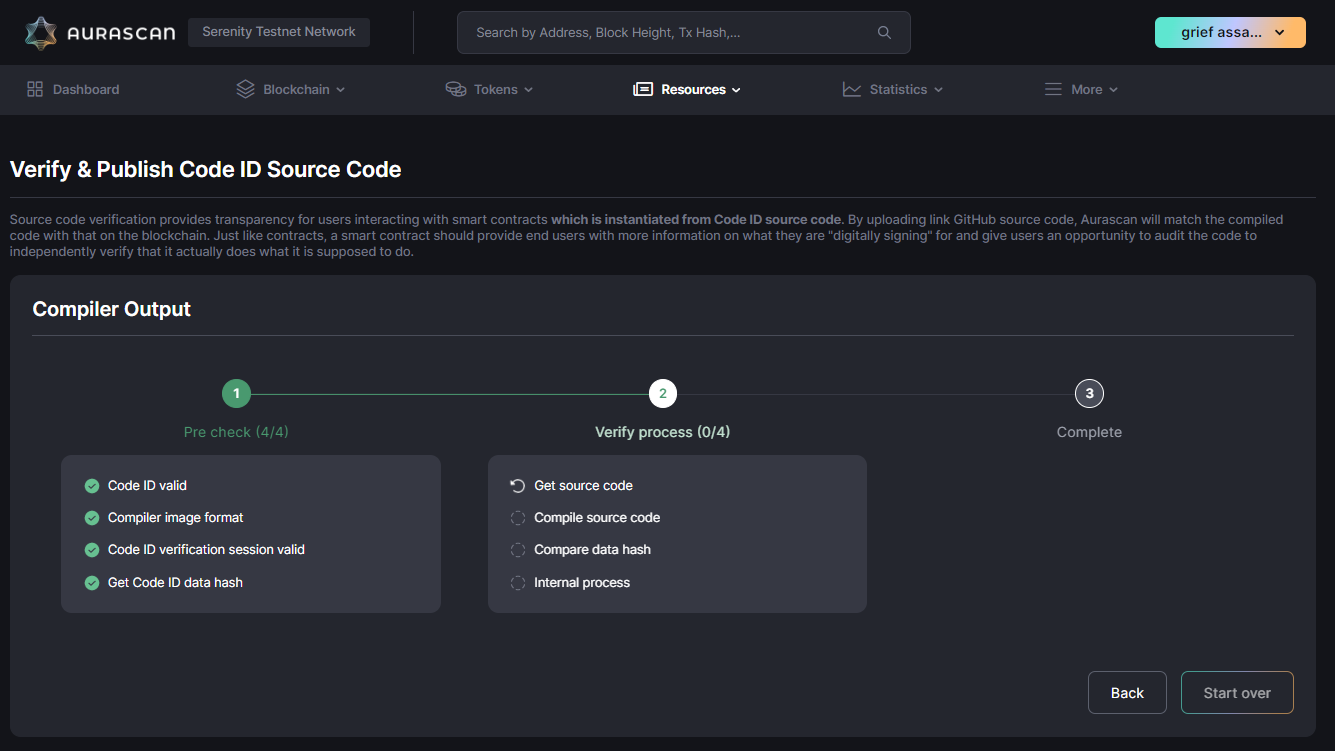 AURASCAN
Serenity Testnet Network
Search by Address, Block Height, Tx Hash,...
grief assa...
Dashboard
Blockchain
Tokens
Resources
Statistics
More
Verify & Publish Code ID Source Code
Source code verification provides transparency for users interacting with smart contracts which is instantiated from Code ID source code. By uploading link GitHub source code, Aurascan will match the compiled
code with that on the blockchain. Just like contracts, a smart contract should provide end users with more information on what they are "digitally signing" for and give users an opportunity to audit the code to
independently verify that it actually does what it is supposed to do.
Compiler Output
1
2
3
Pre check (4/4)
Verify process (0/4)
Complete
Code ID valid
Compiler image format
Code ID verification session valid
Get Code ID data hash
Get source code
Compile source code
Compare data hash
Internal process
Back
Start over